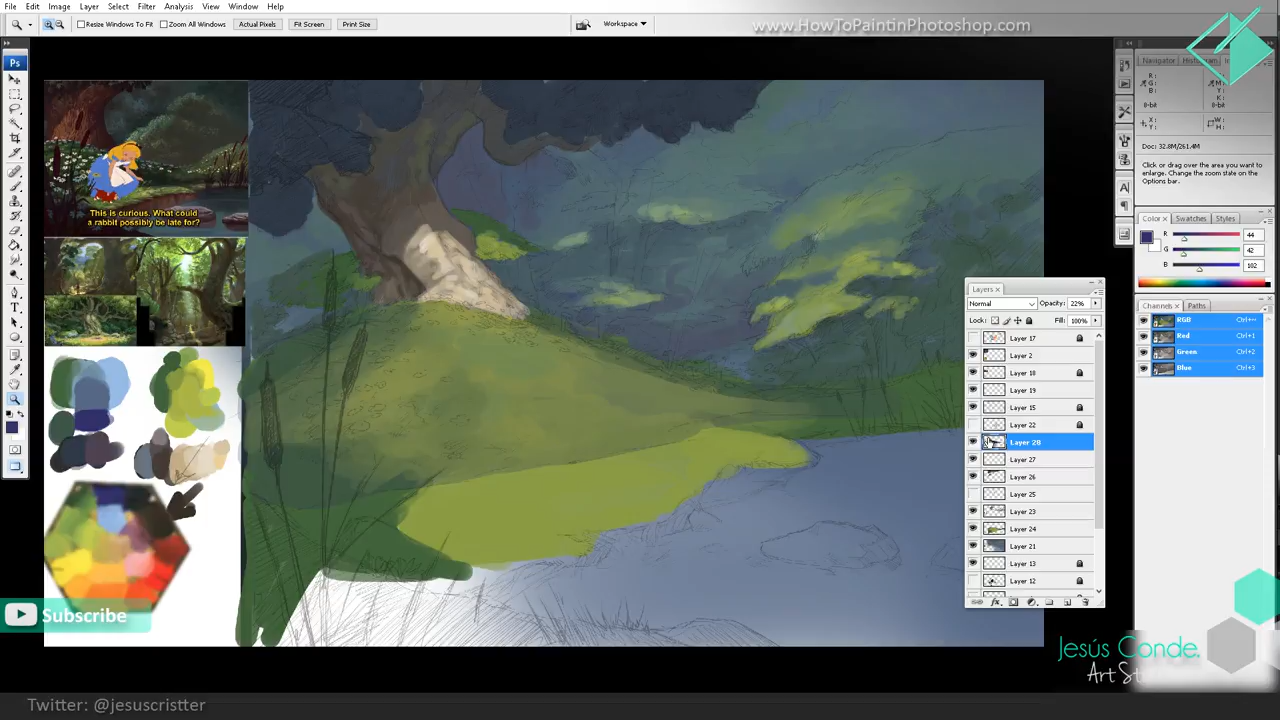 File Edit Image Layer Select Filter Analysis View Window Help
Resize Windows To Fit Zoom All Windows Actual Pixels Fit Screen Print Size
Workspace
www.HowToPaintinPhotoshop.com
Ps
This is curious. What could
a rabbit possibly be late for?
Subscribe
Twitter: @jesuscristter
Layers
Normal Opacity: 22%
Lock: Fill: 100%
Layer 17
Layer 2
Layer 18
Layer 19
Layer 15
Layer 22
Layer 28
Layer 27
Layer 26
Layer 25
Layer 23
Layer 24
Layer 21
Layer 13
Layer 12
Navigator Histogram
R:
G:
B:
8-bit
C:
M:
Y:
K:
8-bit
X:
Y:
W:
H:
Doc: 32.8M/261.4M
Click or drag over the area you want to
enlarge. Change the zoom state on the
Options bar.
Color Swatches Styles
R 44
G 42
B 102
Channels Paths
RGB Ctrl+~
Red Ctrl+1
Green Ctrl+2
Blue Ctrl+3
Jesús Conde.